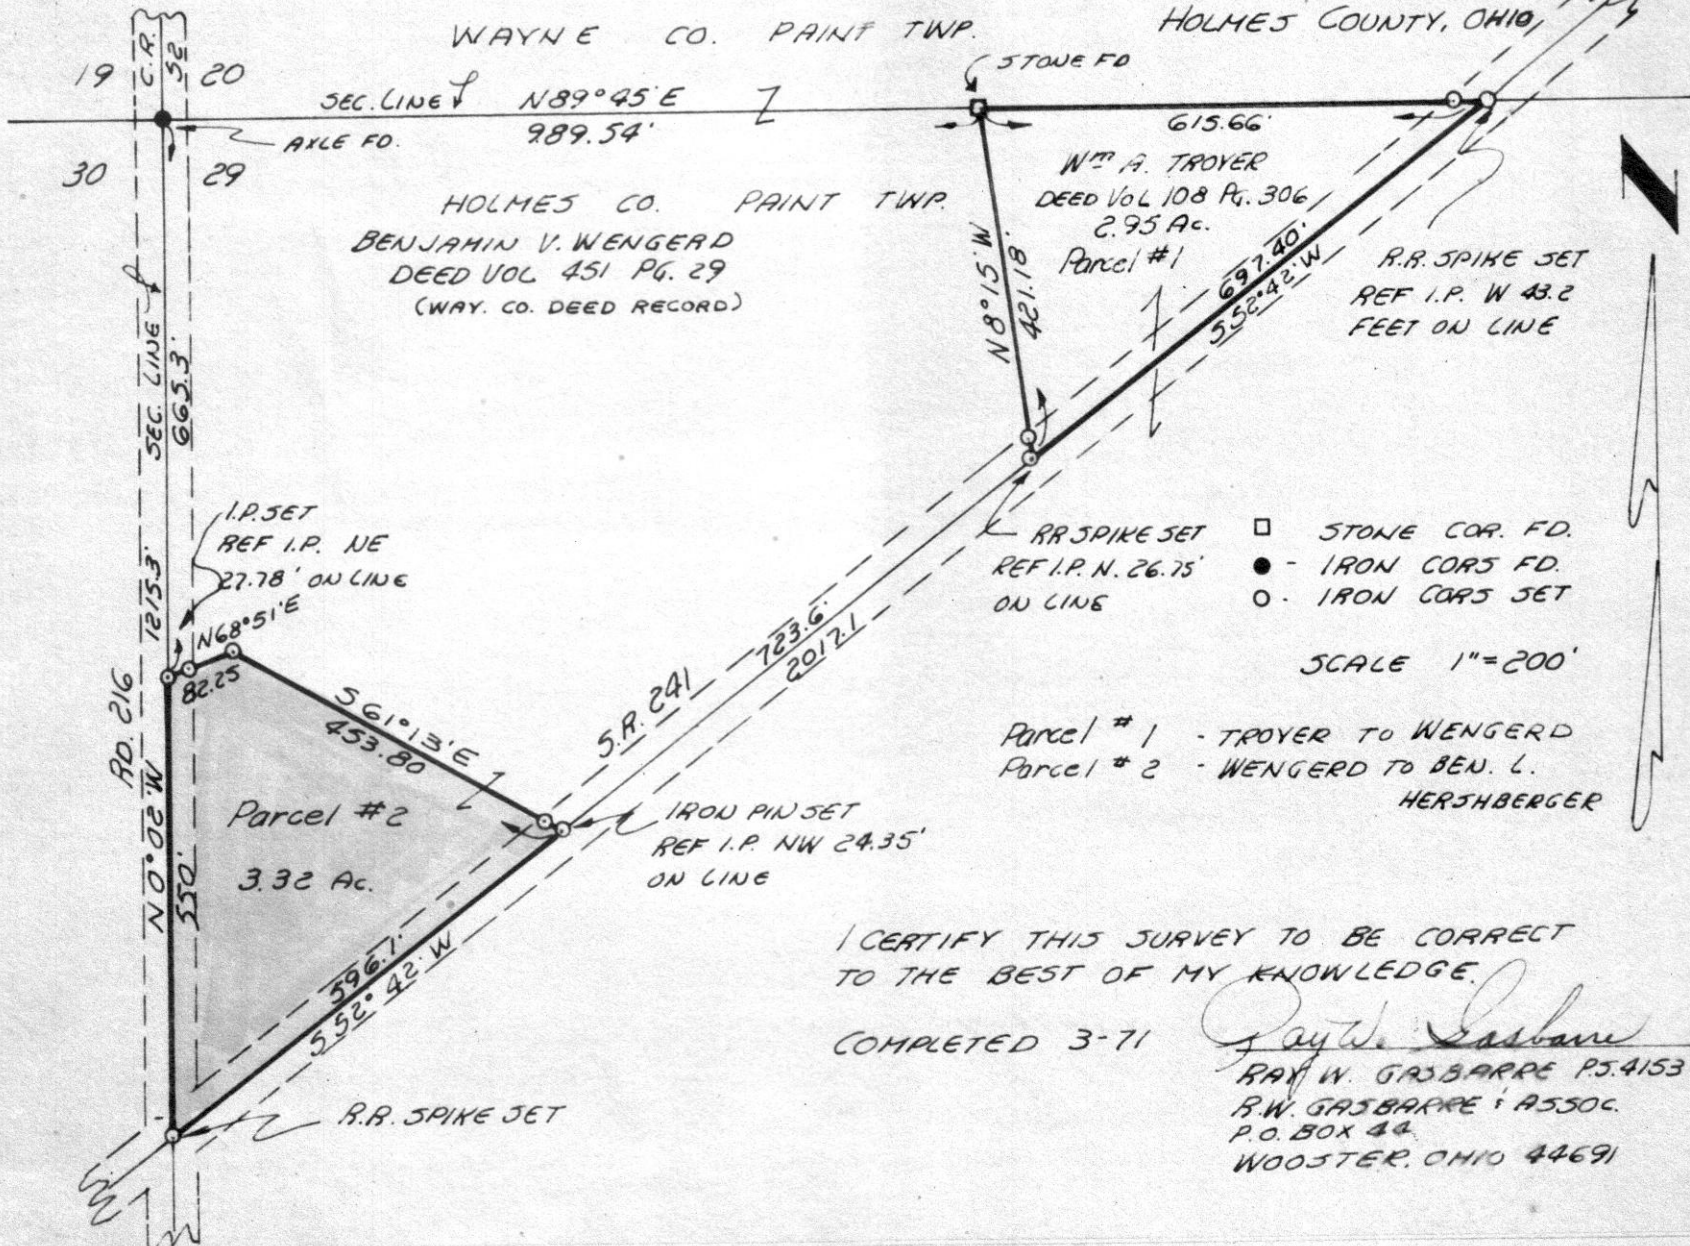 WAYNE CO. PAINT TWP.
HOLMES COUNTY, OHIO
C.R. 52
19
20
STONE FD
SEC. LINE
N89°45'E
989.54'
AXLE FD.
30
29
615.66'
Wm A. TROYER
DEED VOL 108 PG. 306
2.95 Ac.
Parcel #1
HOLMES CO. PAINT TWP.
BENJAMIN V. WENGERD
DEED VOL 451 PG. 29
(WAY. CO. DEED RECORD)
N8°15'W
421.18'
697.40'
S52°42'W
R.R. SPIKE SET
REF I.P. W 43.2
FEET ON LINE
N
SEC. LINE
665.3'
1215.3'
I.P. SET
REF I.P. NE
27.78' ON LINE
N68°51'E
82.25
RR SPIKE SET
REF I.P. N. 26.75'
ON LINE
STONE COR. FD.
- IRON CORS FD.
- IRON CORS SET
SCALE 1"=200'
723.6'
2017.1
S.R. 241
RD. 216
S61°13'E
453.80
Parcel #1 - TROYER TO WENGERD
Parcel #2 - WENGERD TO BEN. L.
HERSHBERGER
Parcel #2
3.32 Ac.
N0°02'W
550'
IRON PIN SET
REF I.P. NW 24.35'
ON LINE
596.1'
S52°42'W
I CERTIFY THIS SURVEY TO BE CORRECT
TO THE BEST OF MY KNOWLEDGE.
COMPLETED 3-71
Ray W. Gasbarre
RAY W. GASBARRE P.S. 4153
R.W. GASBARRE & ASSOC.
P.O. BOX 44
WOOSTER, OHIO 44691
R.R. SPIKE SET